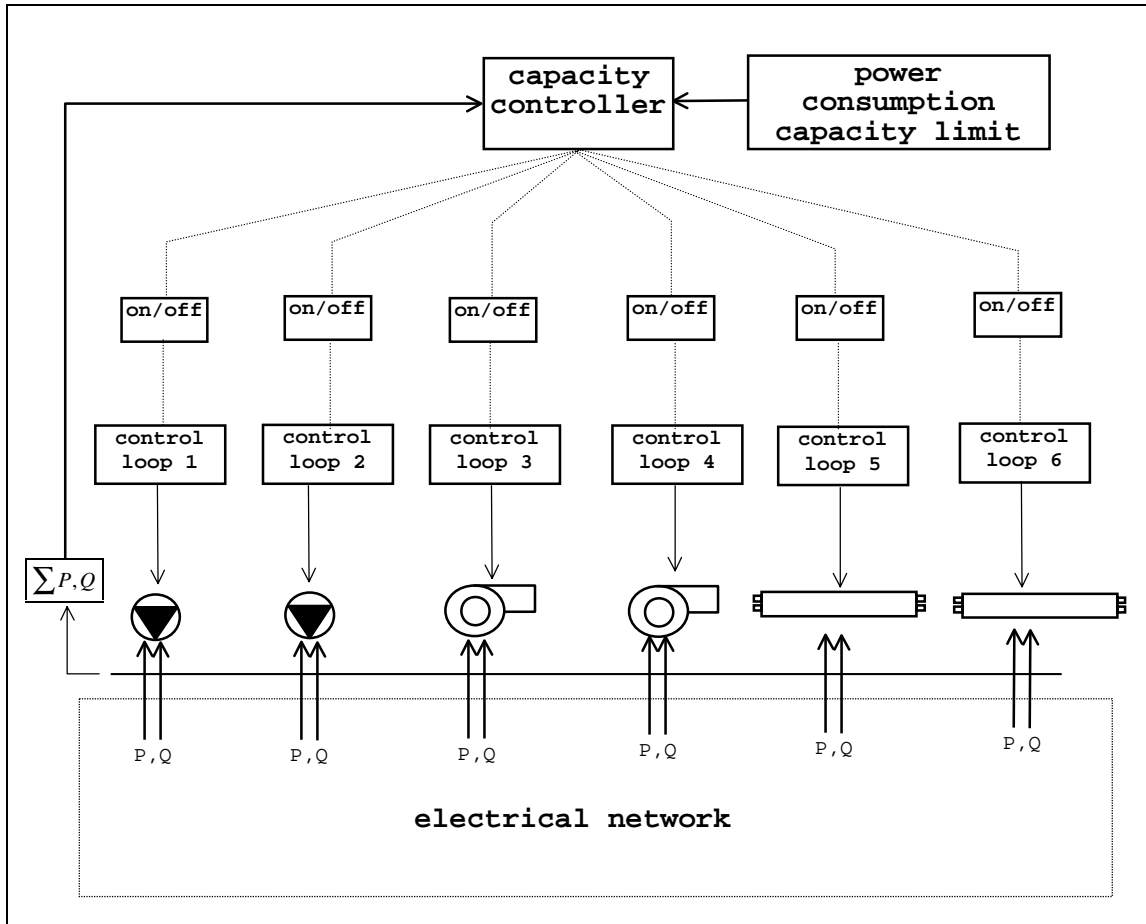 capacity
controller
power
consumption
capacity limit
on/off
on/off
on/off
on/off
on/off
on/off
control
loop 1
control
loop 2
control
loop 3
control
loop 4
control
loop 5
control
loop 6
∑P,Q
P,Q
P,Q
P,Q
P,Q
P,Q
P,Q
electrical network